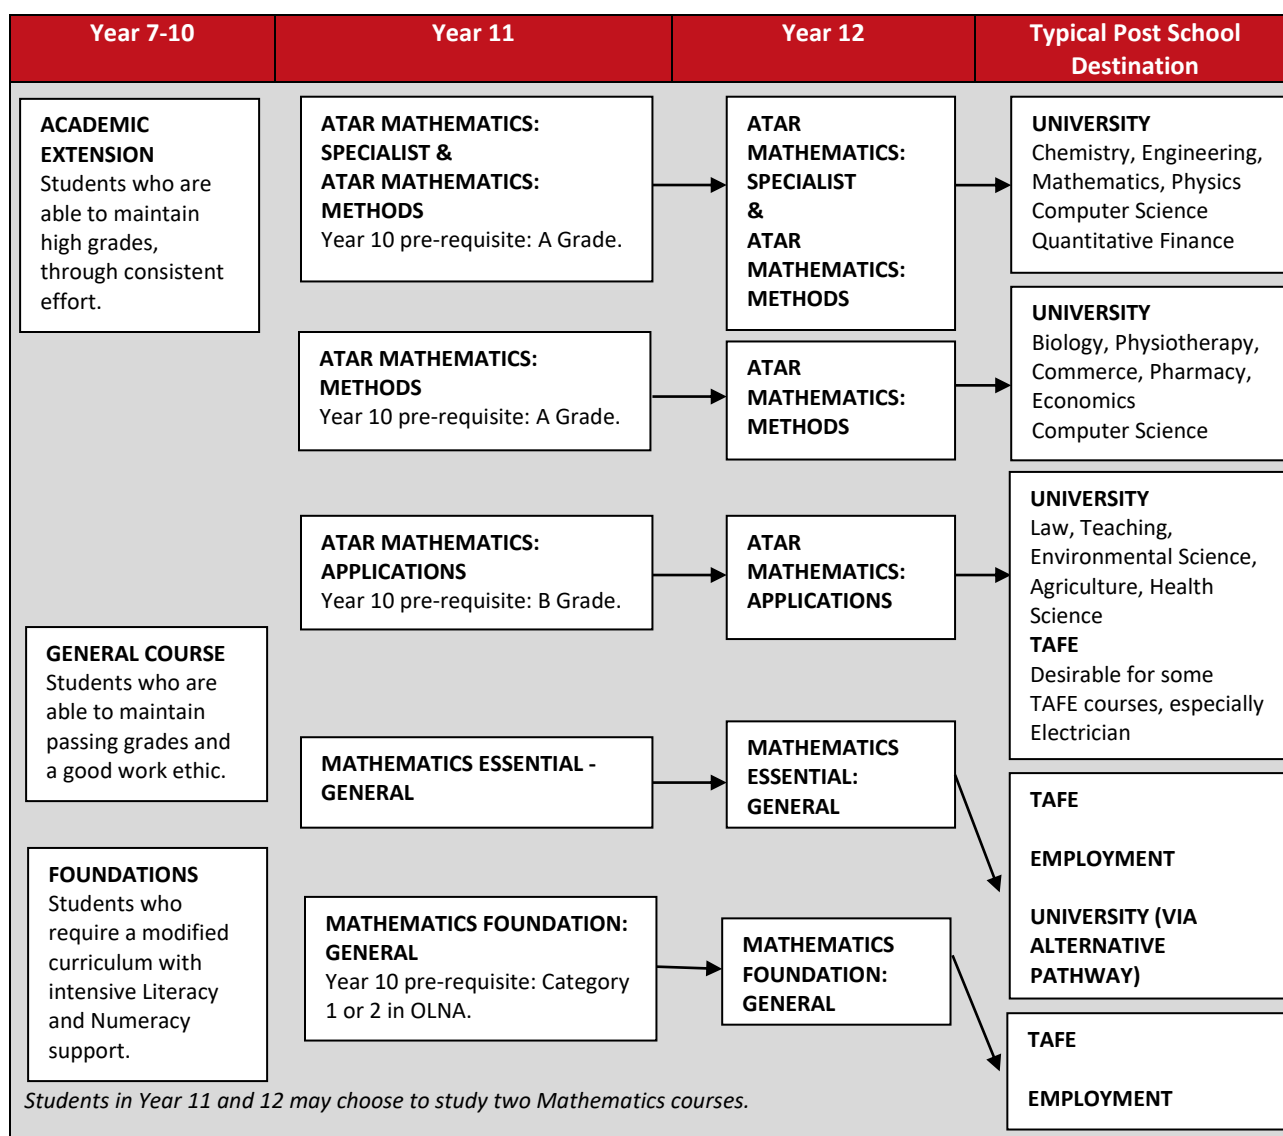 Year 7-10
Year 11
Year 12
Typical Post School
Destination
ACADEMIC
EXTENSION
Students who are
able to maintain
high grades,
through consistent
effort.
ATAR MATHEMATICS:
SPECIALIST &
ATAR MATHEMATICS:
METHODS
Year 10 pre-requisite: A Grade.
ATAR
MATHEMATICS:
SPECIALIST
&
ATAR
MATHEMATICS:
METHODS
UNIVERSITY
Chemistry, Engineering,
Mathematics, Physics
Computer Science
Quantitative Finance
ATAR MATHEMATICS:
METHODS
Year 10 pre-requisite: A Grade.
ATAR
MATHEMATICS:
METHODS
UNIVERSITY
Biology, Physiotherapy,
Commerce, Pharmacy,
Economics
Computer Science
ATAR MATHEMATICS:
APPLICATIONS
Year 10 pre-requisite: B Grade.
ATAR
MATHEMATICS:
APPLICATIONS
UNIVERSITY
Law, Teaching,
Environmental Science,
Agriculture, Health
Science
TAFE
Desirable for some
TAFE courses, especially
Electrician
GENERAL COURSE
Students who are
able to maintain
passing grades and
a good work ethic.
MATHEMATICS ESSENTIAL -
GENERAL
MATHEMATICS
ESSENTIAL:
GENERAL
TAFE
EMPLOYMENT
UNIVERSITY (VIA
ALTERNATIVE
PATHWAY)
FOUNDATIONS
Students who
require a modified
curriculum with
intensive Literacy
and Numeracy
support.
MATHEMATICS FOUNDATION:
GENERAL
Year 10 pre-requisite: Category
1 or 2 in OLNA.
MATHEMATICS
FOUNDATION:
GENERAL
TAFE
EMPLOYMENT
Students in Year 11 and 12 may choose to study two Mathematics courses.